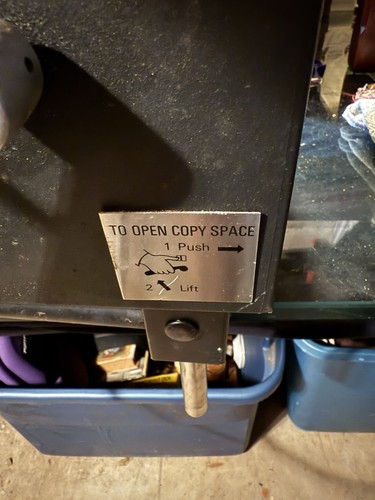 TO OPEN COPY SPACE
1 Push
2 Lift